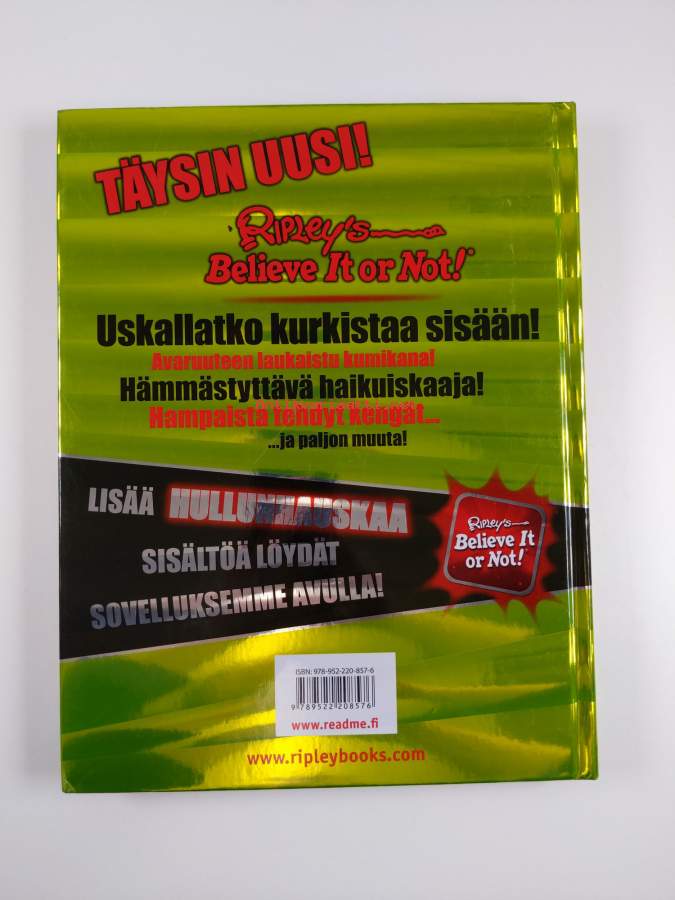 TÄYSIN UUSI!
Ripley's
Believe It or Not!®
Uskallatko kurkistaa sisään!
Avaruuteen laukaistu kumikana!
Hämmästyttävä haikuiskaaja!
Hampaista tehdyt kengät...
...ja paljon muuta!
LISÄÄ HULLUNHAUSKAA
SISÄLTÖÄ LÖYDÄT
SOVELLUKSEMME AVULLA!
Ripley's
Believe It
or Not!®
ISBN: 978-952-220-857-6
9 789522 208576
www.readme.fi
www.ripleybooks.com